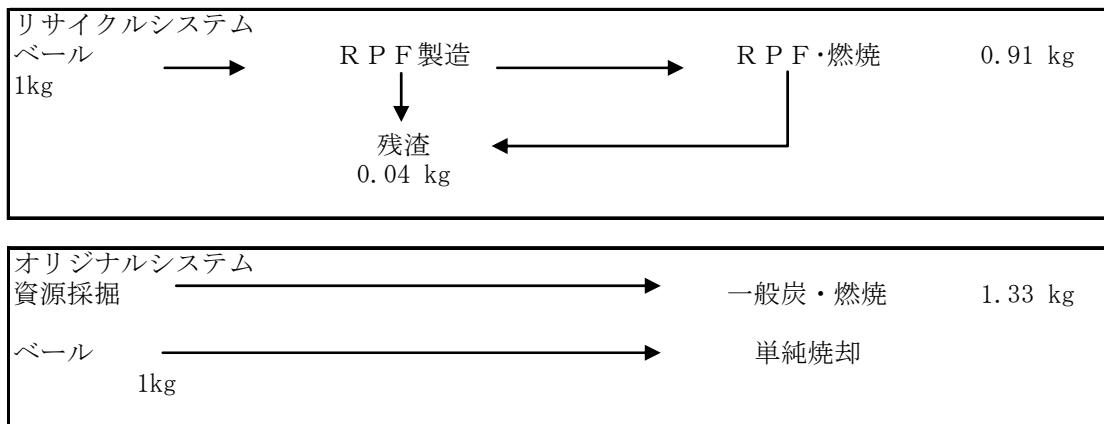 リサイクルシステム
ベール ＲＰＦ製造 ＲＰＦ・燃焼 0.91 kg
1kg
残渣
0.04 kg
オリジナルシステム
資源採掘 一般炭・燃焼 1.33 kg
ベール 単純焼却
1kg